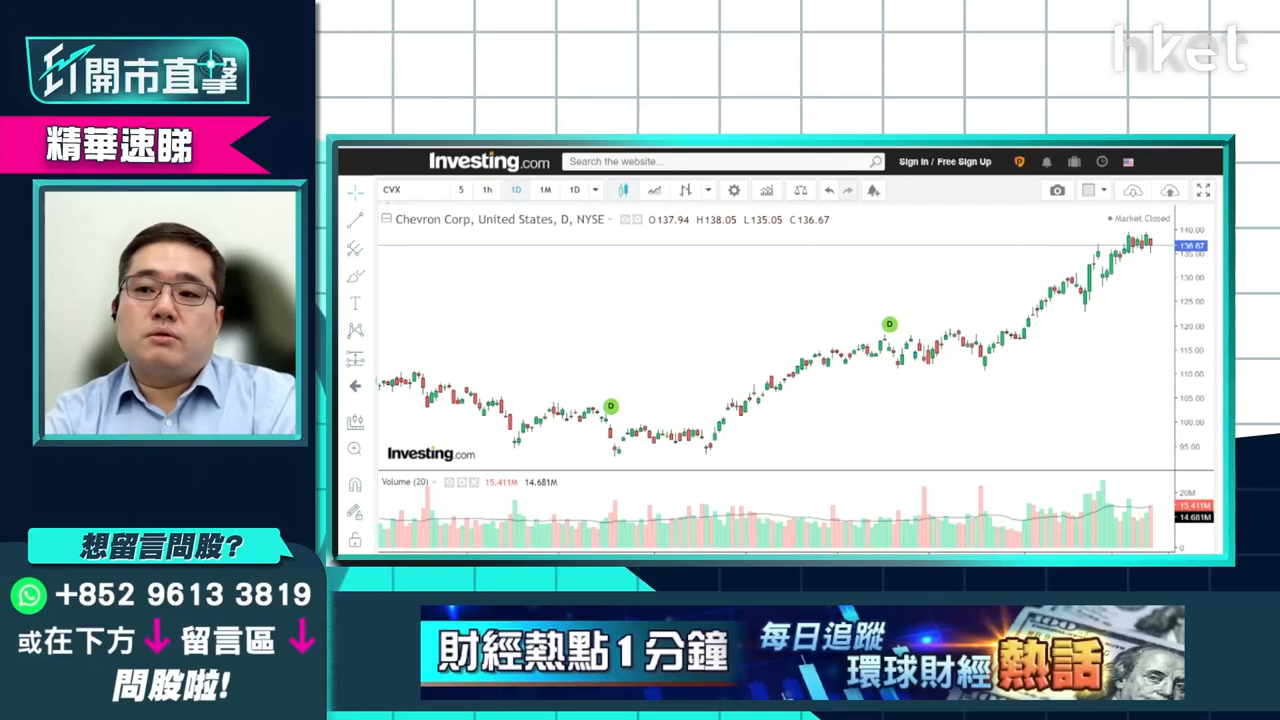 hket
ET開市直擊
精華速睇
Investing.com
Search the website...
Sign In / Free Sign Up
CVX
5
1h
1D
1M
1D
Chevron Corp, United States, D, NYSE
O137.94 H138.05 L135.05 C136.67
Market Closed
140.00
136.67
135.00
130.00
125.00
120.00
115.00
110.00
105.00
100.00
95.00
D
D
T
Investing.com
Volume (20)
15.411M
14.681M
20M
15.411M
14.681M
0
想留言問股?
+852 9613 3819
或在下方↓留言區↓
問股啦!
財經熱點1分鐘
每日追蹤
環球財經熱話